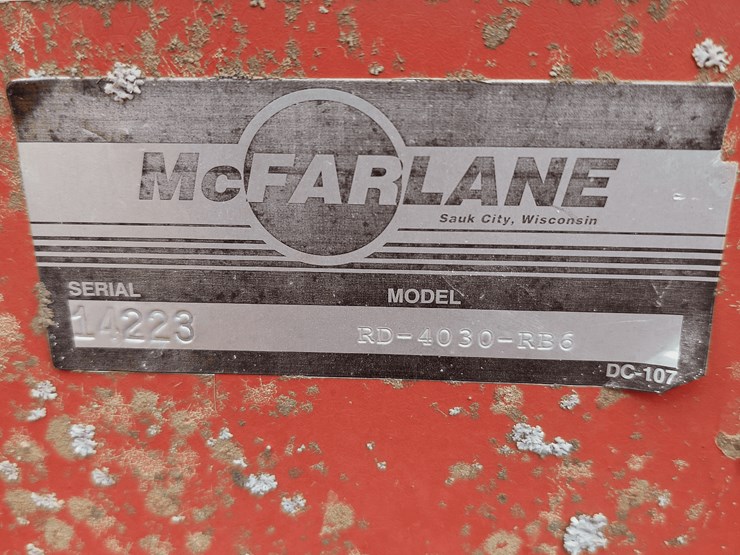 McFARLANE
Sauk City, Wisconsin
SERIAL MODEL
14223 RD-4030-RB6
DC-107